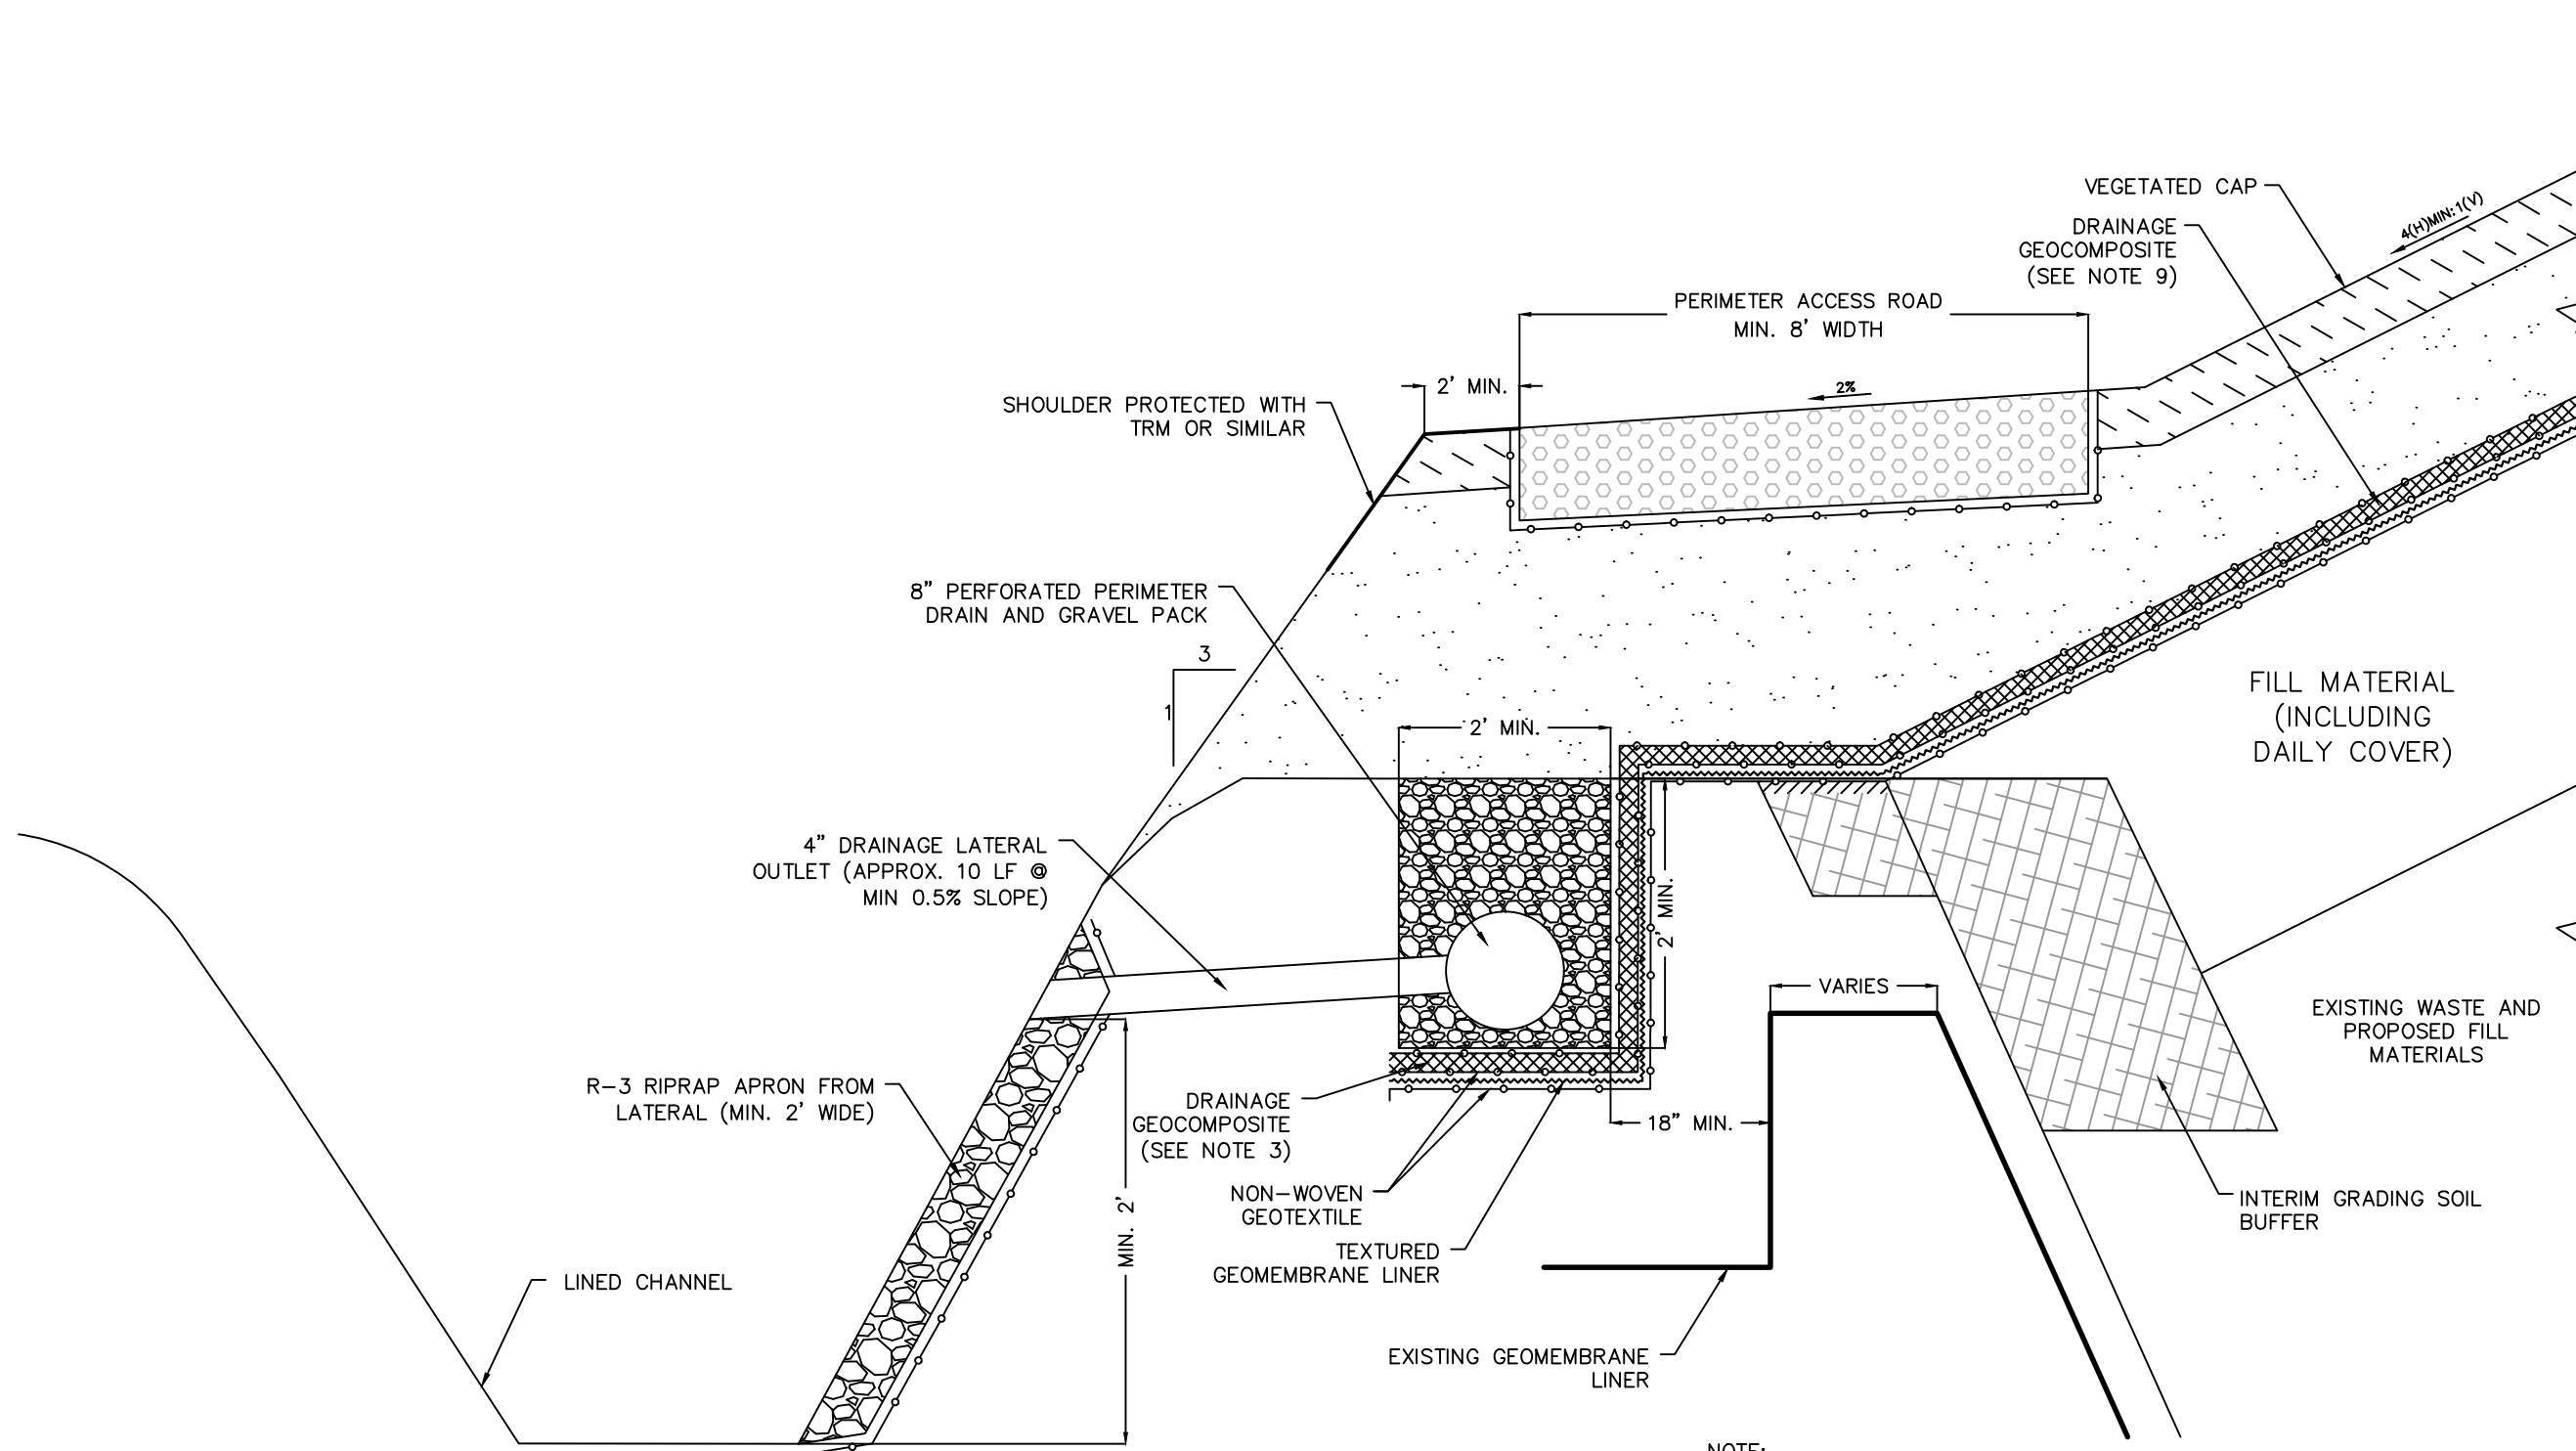 VEGETATED CAP
4(H)MIN:1(V)
DRAINAGE
GEOCOMPOSITE
(SEE NOTE 9)
PERIMETER ACCESS ROAD
MIN. 8' WIDTH
2' MIN.
2%
SHOULDER PROTECTED WITH
TRM OR SIMILAR
8" PERFORATED PERIMETER
DRAIN AND GRAVEL PACK
3
1
FILL MATERIAL
(INCLUDING
DAILY COVER)
2' MIN.
4" DRAINAGE LATERAL
OUTLET (APPROX. 10 LF @
MIN 0.5% SLOPE)
2' MIN.
VARIES
EXISTING WASTE AND
PROPOSED FILL
MATERIALS
R-3 RIPRAP APRON FROM
LATERAL (MIN. 2' WIDE)
DRAINAGE
GEOCOMPOSITE
(SEE NOTE 3)
18" MIN.
MIN. 2'
NON-WOVEN
GEOTEXTILE
INTERIM GRADING SOIL
BUFFER
TEXTURED
GEOMEMBRANE LINER
LINED CHANNEL
EXISTING GEOMEMBRANE
LINER
NOTE: